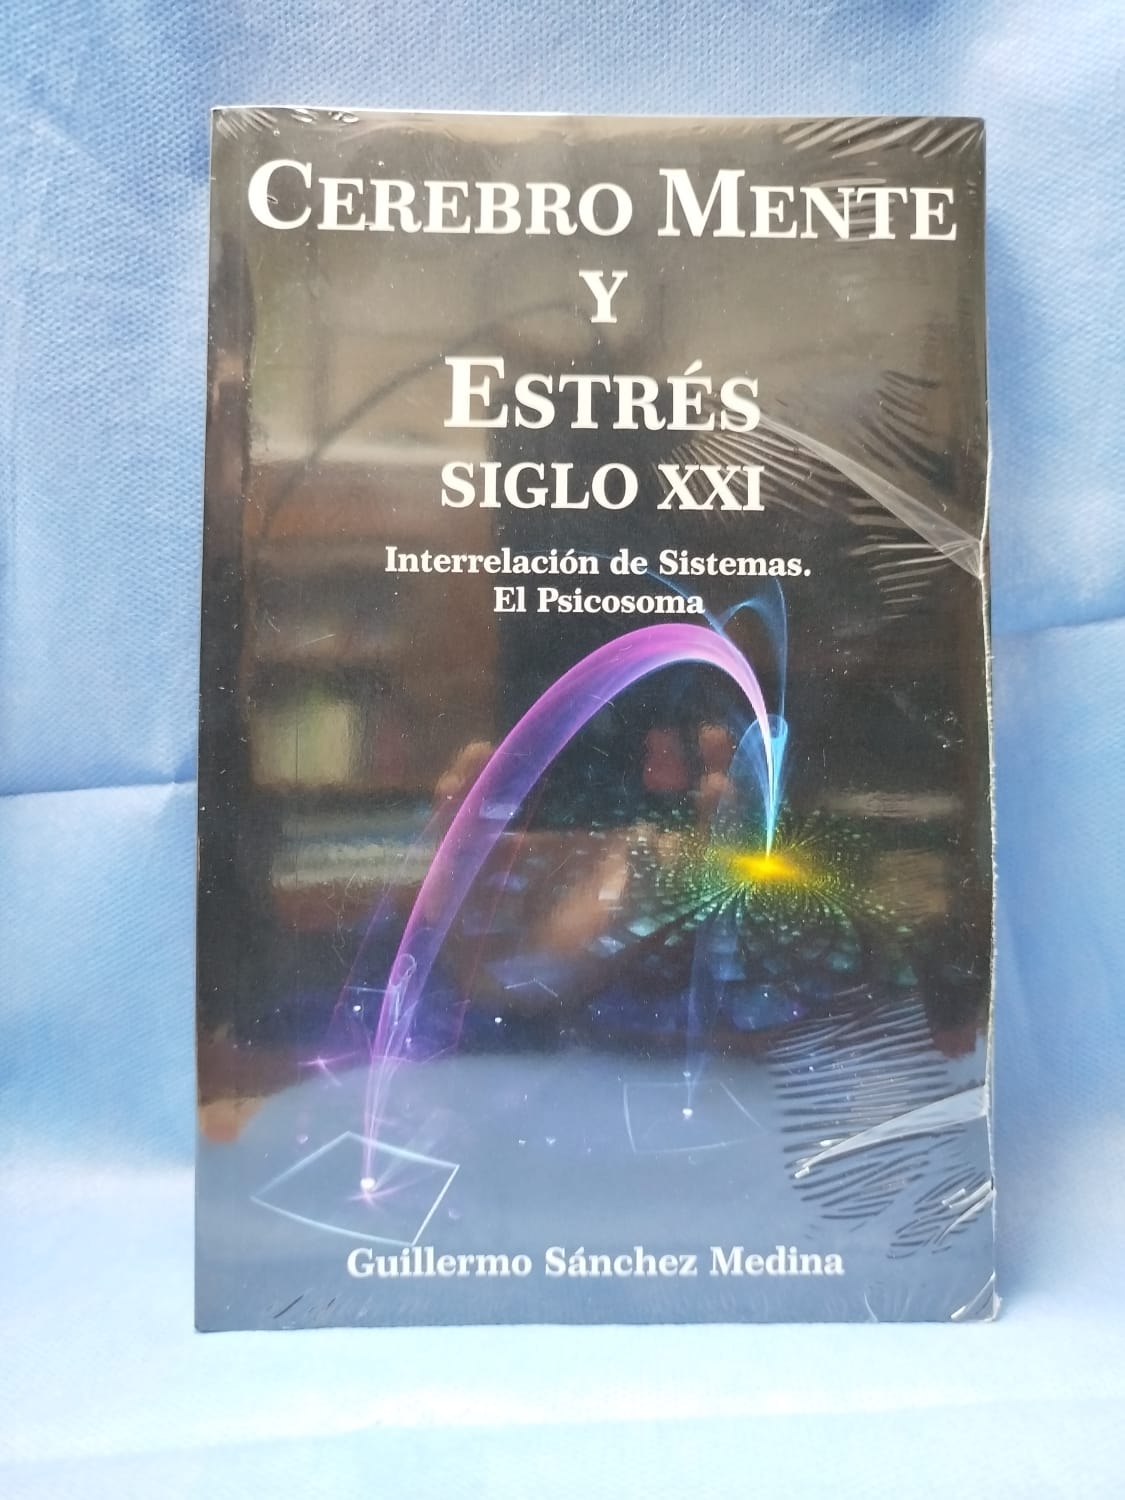 CEREBRO MENTE
Y
ESTRÉS
SIGLO XXI
Interrelación de Sistemas.
El Psicosoma
Guillermo Sánchez Medina